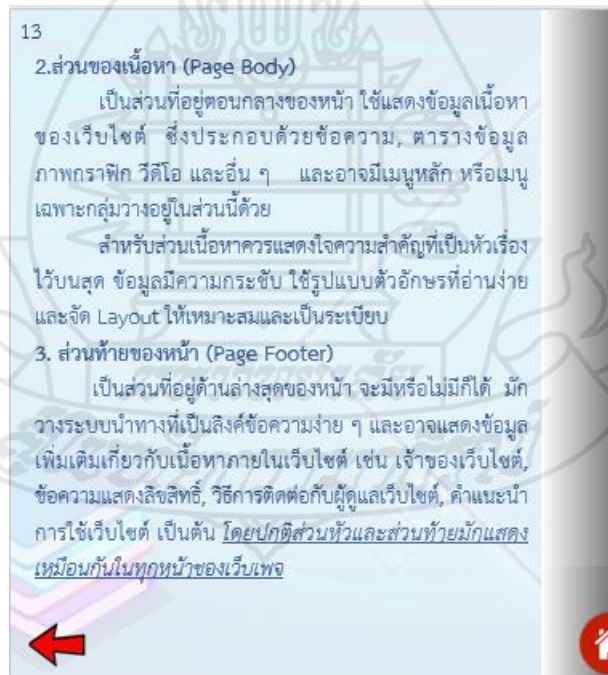 13
2.ส่วนของเนื้อหา (Page Body)
เป็นส่วนที่อยู่ตอนกลางของหน้า ใช้แสดงข้อมูลเนื้อหา
ของเว็บไซต์ ซึ่งประกอบด้วยข้อความ, ตารางข้อมูล
ภาพกราฟิก วีดีโอ และอื่น ๆ และอาจมีเมนูหลัก หรือเมนู
เฉพาะกลุ่มวางอยู่ในส่วนนี้ด้วย
สำหรับส่วนเนื้อหาควรแสดงใจความสำคัญที่เป็นหัวเรื่อง
ไว้บนสุด ข้อมูลมีความกระชับ ใช้รูปแบบตัวอักษรที่อ่านง่าย
และจัด Layout ให้เหมาะสมและเป็นระเบียบ
3. ส่วนท้ายของหน้า (Page Footer)
เป็นส่วนที่อยู่ด้านล่างสุดของหน้า จะมีหรือไม่มีก็ได้ มัก
วางระบบนำทางที่เป็นลิงค์ข้อความง่าย ๆ และอาจแสดงข้อมูล
เพิ่มเติมเกี่ยวกับเนื้อหาภายในเว็บไซต์ เช่น เจ้าของเว็บไซต์,
ข้อความแสดงลิขสิทธิ์, วิธีการติดต่อกับผู้ดูแลเว็บไซต์, คำแนะนำ
การใช้เว็บไซต์ เป็นต้น โดยปกติส่วนหัวและส่วนท้ายมักแสดง
เหมือนกันในทุกหน้าของเว็บเพจ